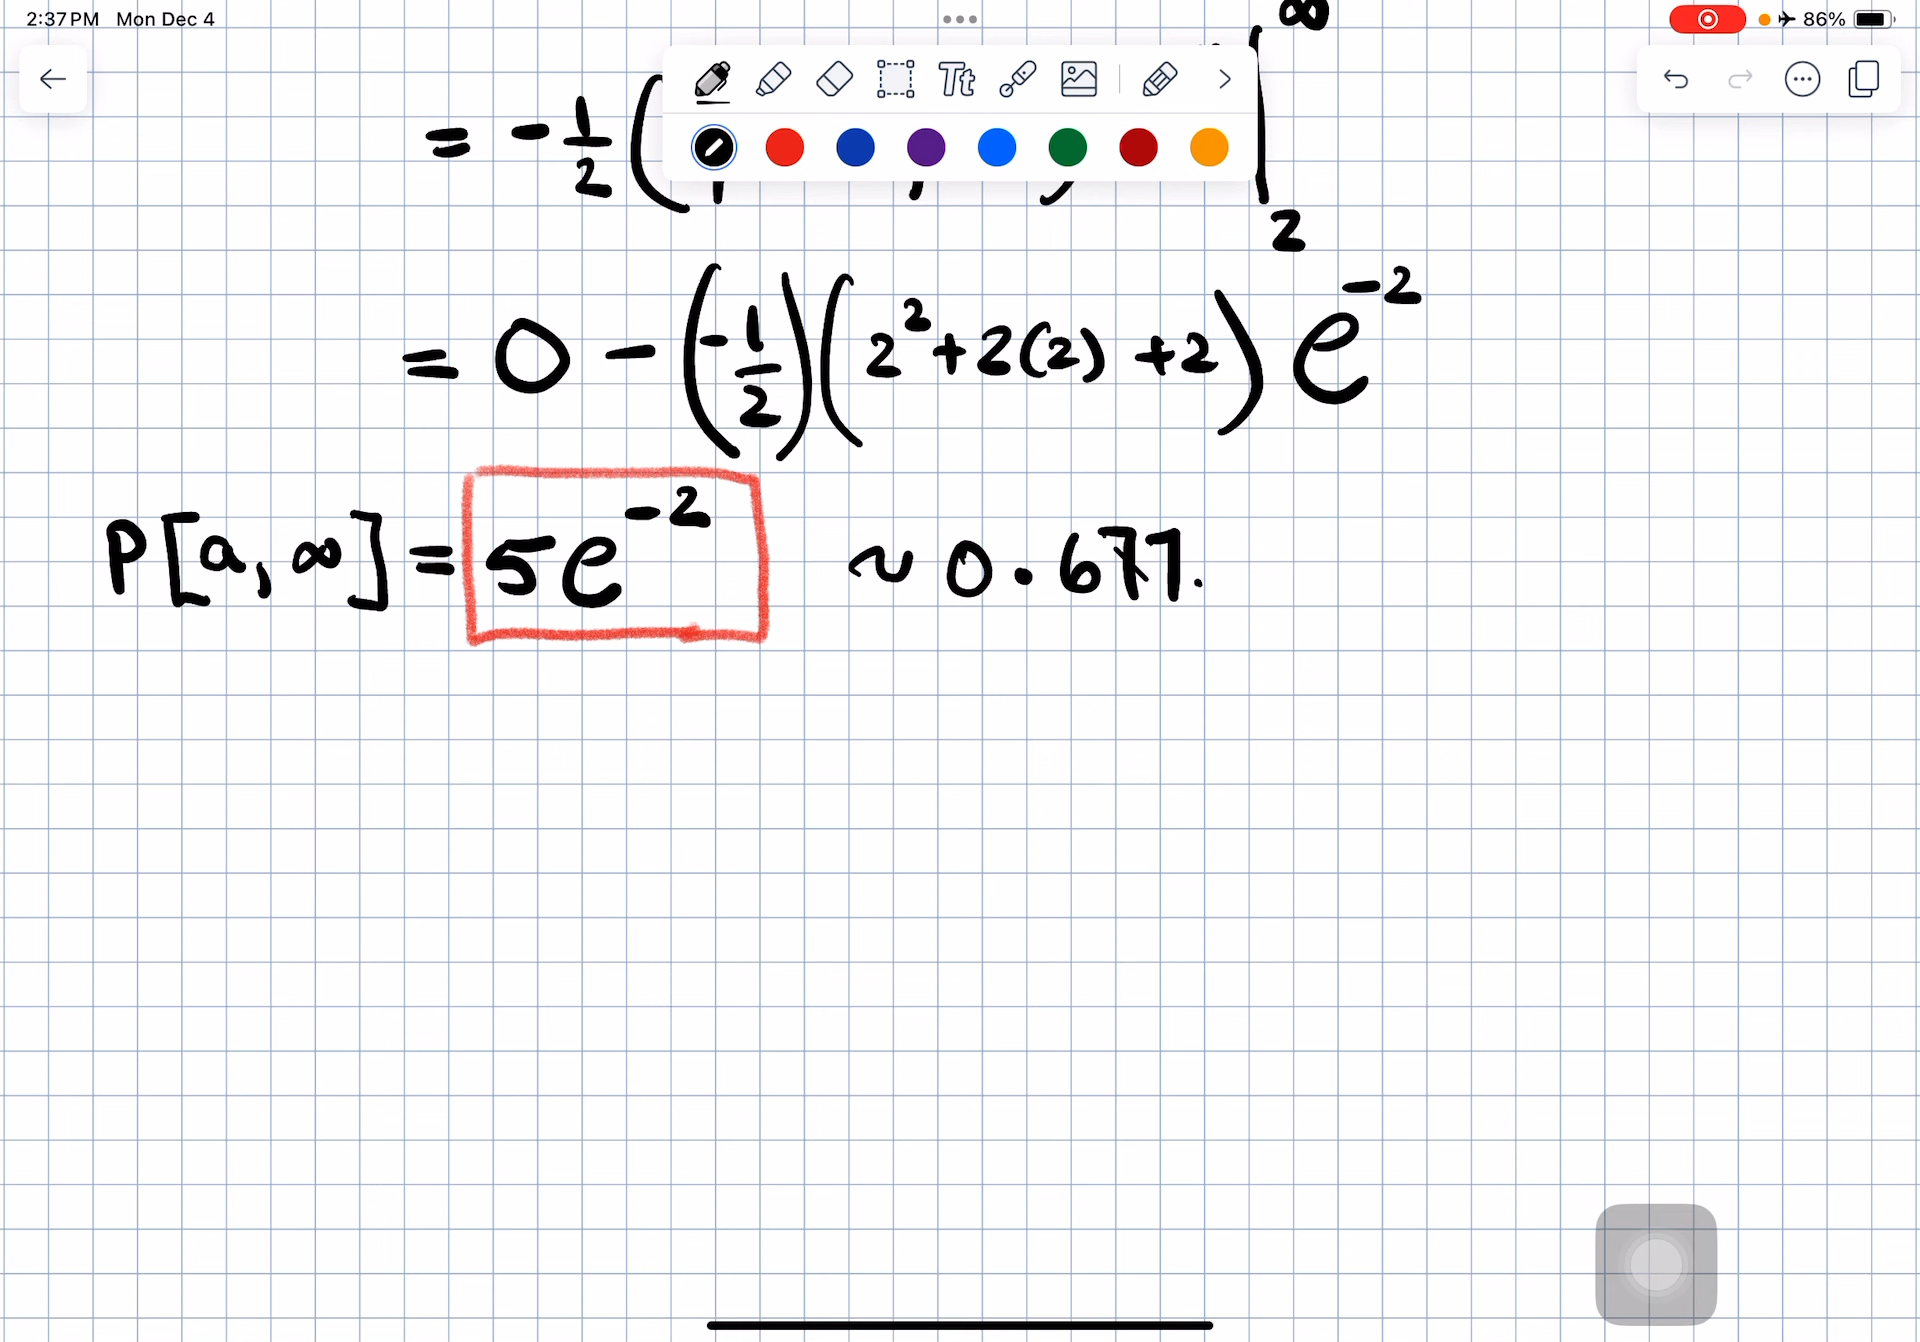 2:37 PM Mon Dec 4
86%
Tt
∞
= -1/2 (
2
= 0 - (-1/2)(2² + 2(2) + 2) e⁻²
P[a, ∞] = 5e⁻² ~ 0.677.